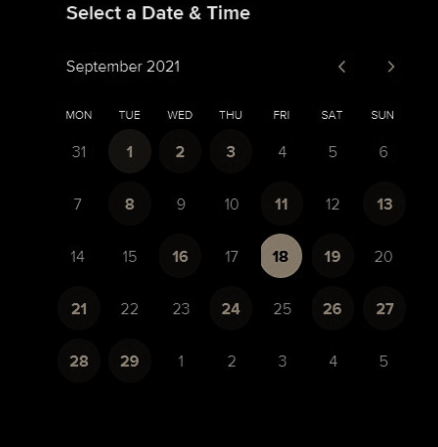 Select a Date & Time
September 2021
MON TUE WED THU FRI SAT SUN
31 1 2 3 4 5 6
7 8 9 10 11 12 13
14 15 16 17 18 19 20
21 22 23 24 25 26 27
28 29 1 2 3 4 5